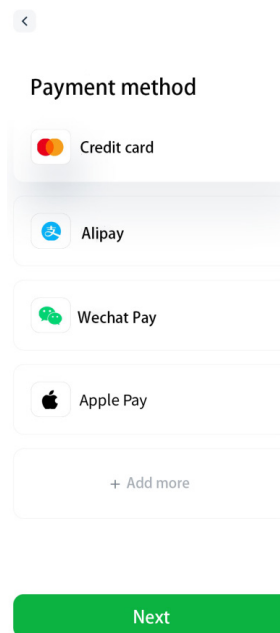 Payment method
Credit card
Alipay
Wechat Pay
Apple Pay
+ Add more
Next